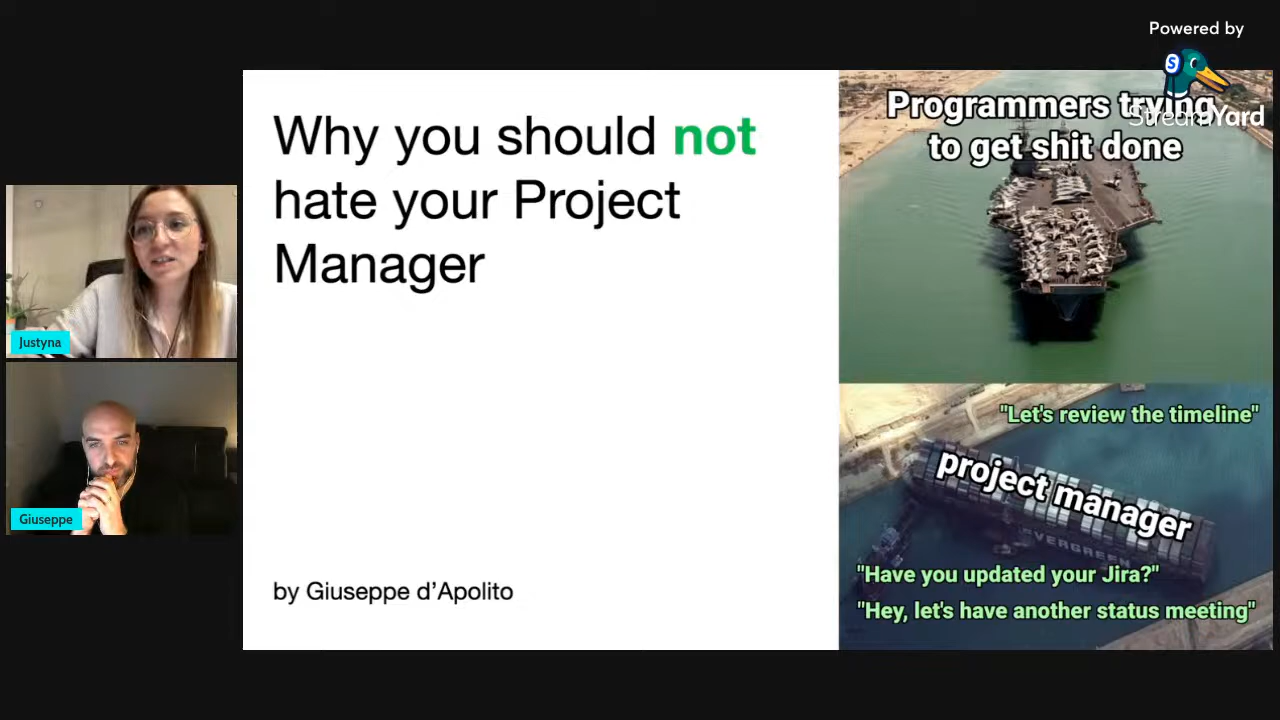 Powered by
StreamYard
Why you should not
hate your Project
Manager
by Giuseppe d’Apolito
Programmers trying
to get shit done
"Let's review the timeline"
project manager
EVERGREEN
"Have you updated your Jira?"
"Hey, let's have another status meeting"
Justyna
Giuseppe